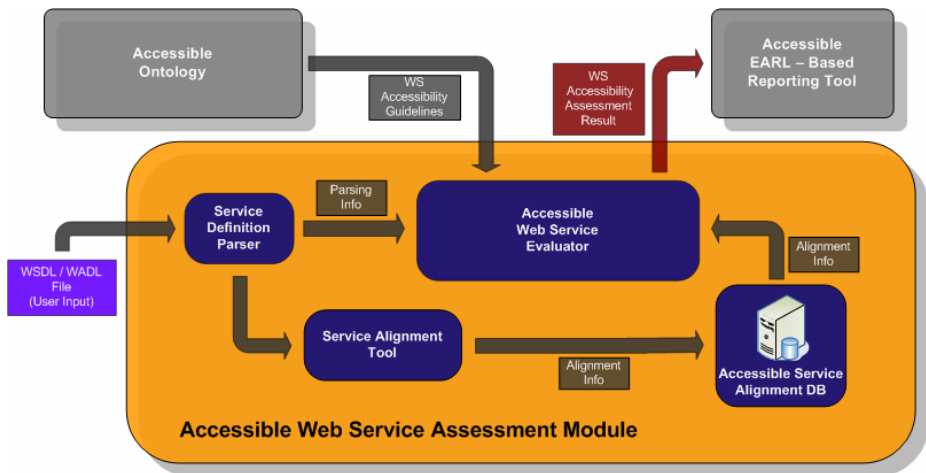 Accessible
Ontology
WS
Accessibility
Guidelines
WS
Accessibility
Assessment
Result
Accessible
EARL – Based
Reporting Tool
WSDL / WADL
File
(User Input)
Service
Definition
Parser
Parsing
Info
Accessible
Web Service
Evaluator
Alignment
Info
Service Alignment
Tool
Alignment
Info
Accessible Service
Alignment DB
Accessible Web Service Assessment Module